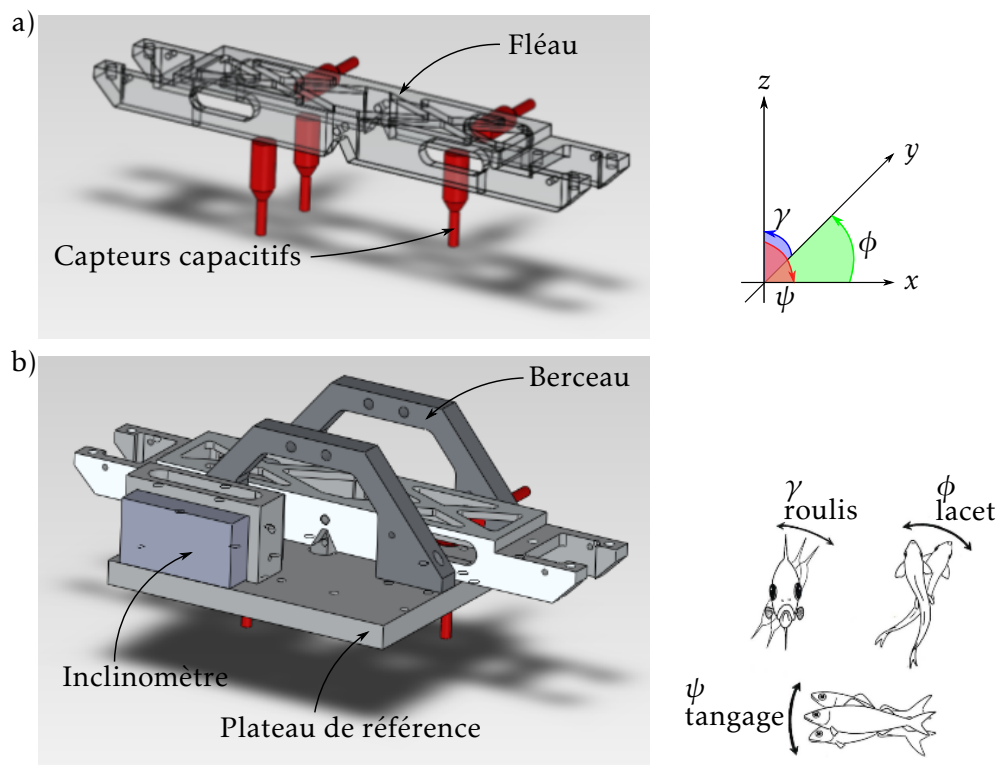 a)
Fléau
Capteurs capacitifs
z
y
γ
ϕ
x
ψ
b)
Berceau
Inclinomètre
Plateau de référence
γ
roulis
ϕ
lacet
ψ
tangage